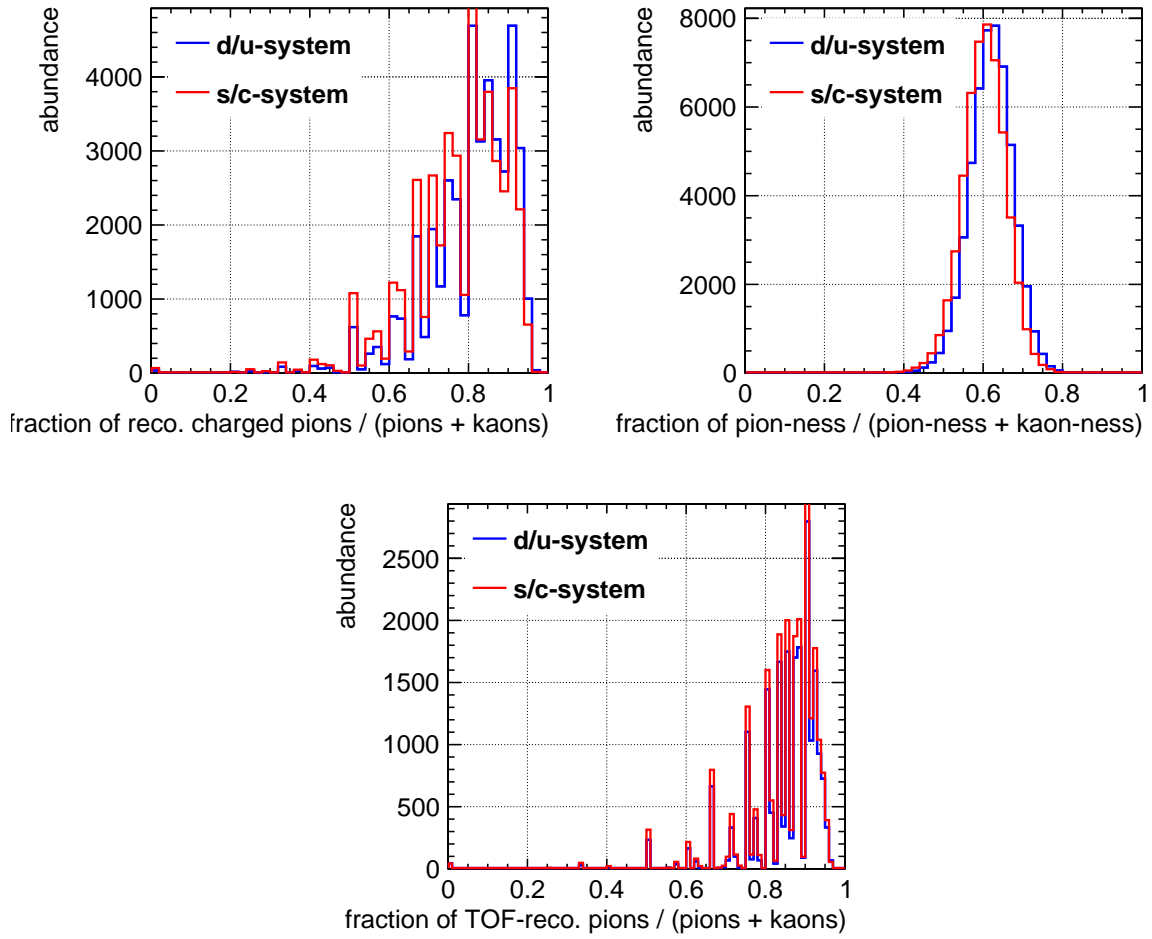 abundance
d/u-system
s/c-system
4000
3000
2000
1000
0
0 0.2 0.4 0.6 0.8 1
fraction of reco. charged pions / (pions + kaons)
abundance
d/u-system
s/c-system
8000
6000
4000
2000
0
0 0.2 0.4 0.6 0.8 1
fraction of pion-ness / (pion-ness + kaon-ness)
abundance
d/u-system
s/c-system
2500
2000
1500
1000
500
0
0 0.2 0.4 0.6 0.8 1
fraction of TOF-reco. pions / (pions + kaons)